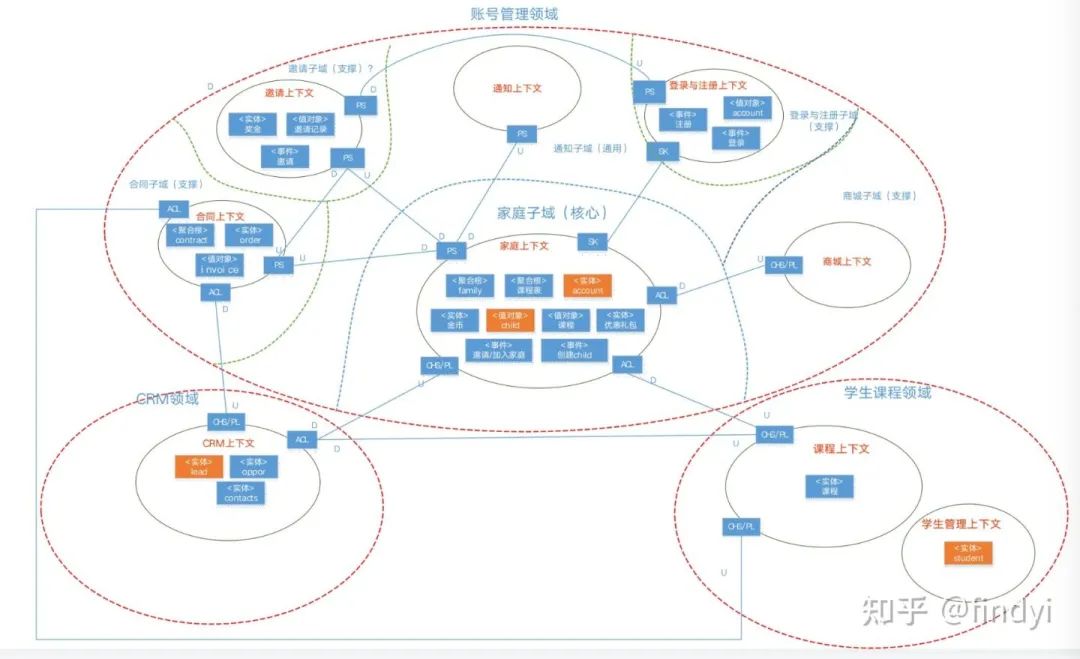 账号管理领域
邀请子域（支撑）？
邀请上下文
<实体>
奖金
<值对象>
邀请记录
<事件>
邀请
PS
PS
D
D
D
U
通知上下文
PS
U
通知子域（通用）
U
PS
登录与注册上下文
<值对象>
account
<事件>
注册
<事件>
登录
SK
登录与注册子域
（支撑）
合同子域（支撑）
ACL
合同上下文
<聚合根>
contract
<实体>
order
<值对象>
invoice
PS
U
U
ACL
D
家庭子域（核心）
家庭上下文
D
D
D
PS
SK
<聚合根>
family
<聚合根>
课程表
<实体>
account
<实体>
金币
<值对象>
child
<值对象>
课程
<实体>
优惠礼包
<事件>
邀请/加入家庭
<事件>
创建child
ACL
D
OHS/PL
U
ACL
D
商城子域（支撑）
U
OHS/PL
商城上下文
CRM领域
U
OHS/PL
CRM上下文
D
ACL
D
<实体>
lead
<实体>
oppor
<实体>
contacts
学生课程领域
U
U
OHS/PL
课程上下文
<实体>
课程
OHS/PL
U
学生管理上下文
<实体>
student
知乎 @findyi